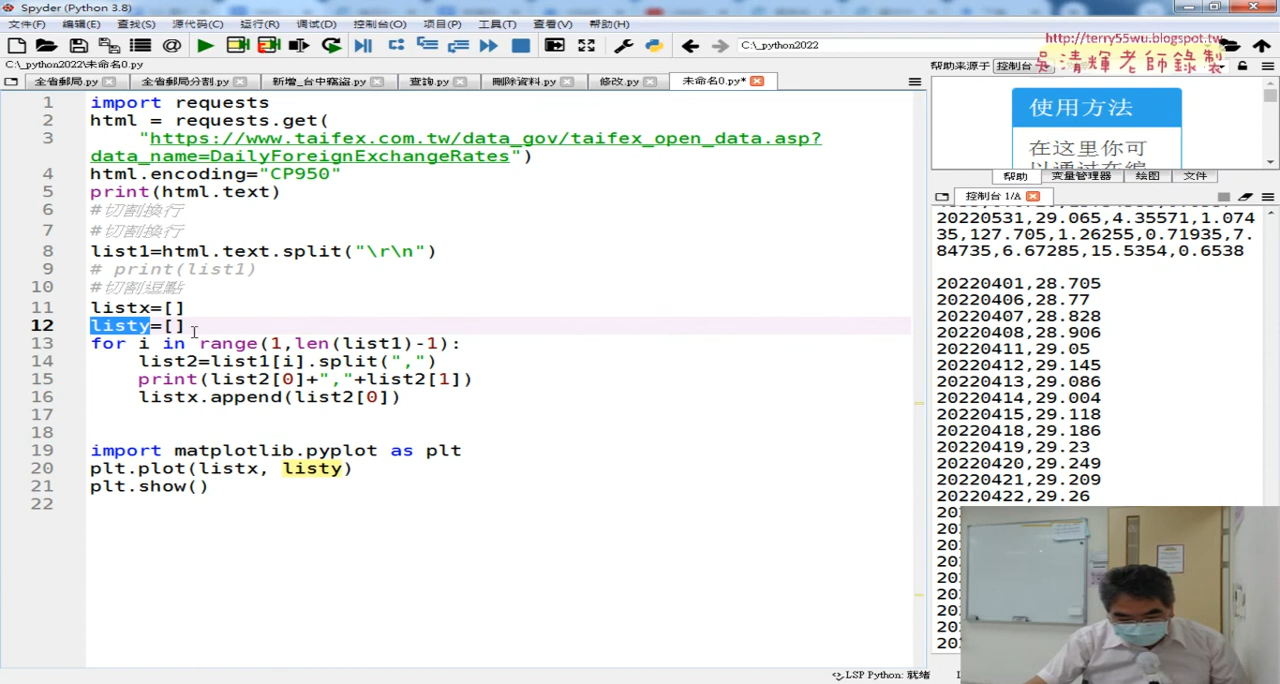 Spyder (Python 3.8)
文件(F) 编辑(E) 查找(S) 源代码(C) 运行(R) 调试(D) 控制台(O) 项目(P) 工具(T) 查看(V) 帮助(H)
C:\_python2022
http://terry55wu.blogspot.tw
吳清輝老師錄製
C:\_python2022\未命名0.py
帮助来源于 控制台
全省郵局.py 全省郵局分割.py 新增_台中竊盜.py 查詢.py 刪除資料.py 修改.py 未命名0.py*
1 import requests
2 html = requests.get(
3 "https://www.taifex.com.tw/data_gov/taifex_open_data.asp?
data_name=DailyForeignExchangeRates")
4 html.encoding="CP950"
5 print(html.text)
6 #切割換行
7 #切割換行
8 list1=html.text.split("\r\n")
9 # print(list1)
10 #切割逗點
11 listx=[]
12 listy=[]
13 for i in range(1,len(list1)-1):
14 list2=list1[i].split(",")
15 print(list2[0]+","+list2[1])
16 listx.append(list2[0])
17
18
19 import matplotlib.pyplot as plt
20 plt.plot(listx, listy)
21 plt.show()
22
使用方法
在这里你可
帮助 变量管理器 绘图 文件
控制台 1/A
20220531,29.065,4.35571,1.074
35,127.705,1.26255,0.71935,7.
84735,6.67285,15.5354,0.6538
20220401,28.705
20220406,28.77
20220407,28.828
20220408,28.906
20220411,29.05
20220412,29.145
20220413,29.086
20220414,29.004
20220415,29.118
20220418,29.186
20220419,29.23
20220420,29.249
20220421,29.209
20220422,29.26
LSP Python: 就绪